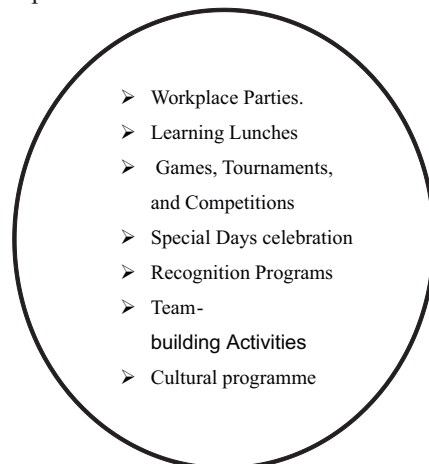 ➢ Workplace Parties.
➢ Learning Lunches
➢ Games, Tournaments,
and Competitions
➢ Special Days celebration
➢ Recognition Programs
➢ Team-
building Activities
➢ Cultural programme